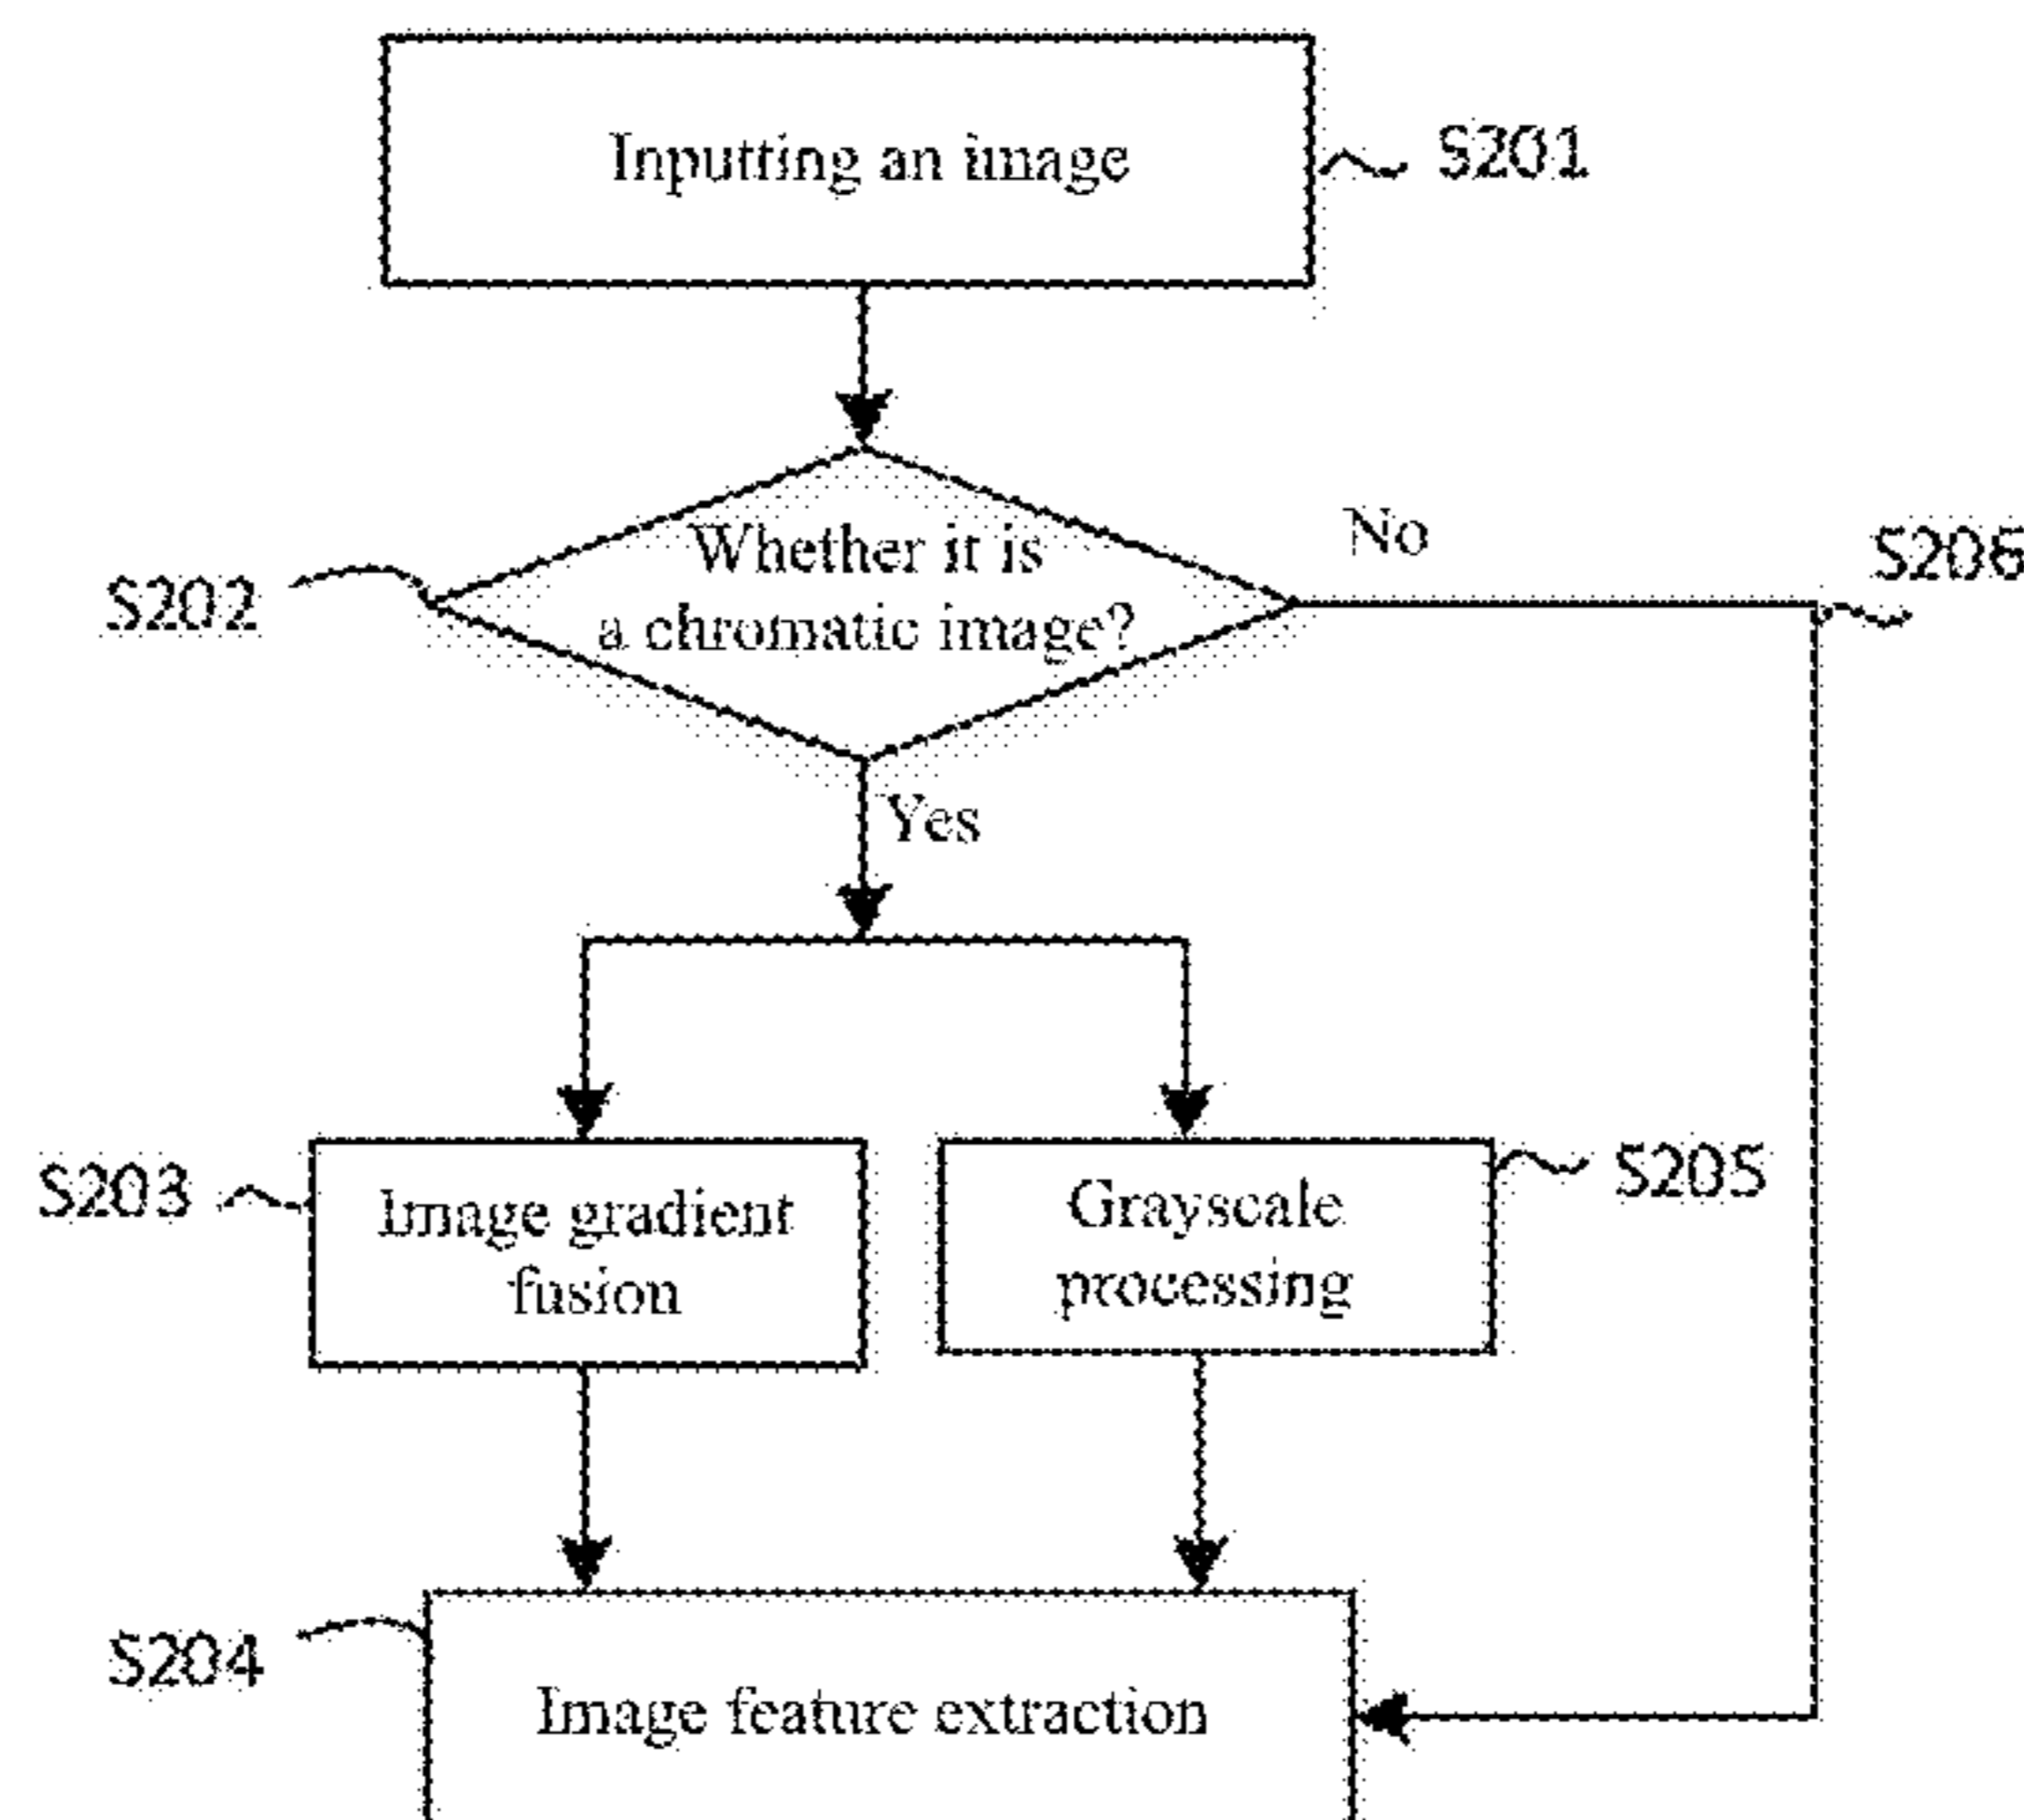 Inputting an image
S201
No
S206
Whether it is
a chromatic image?
S202
Yes
S203
Image gradient
fusion
Grayscale
processing
S205
S204
Image feature extraction